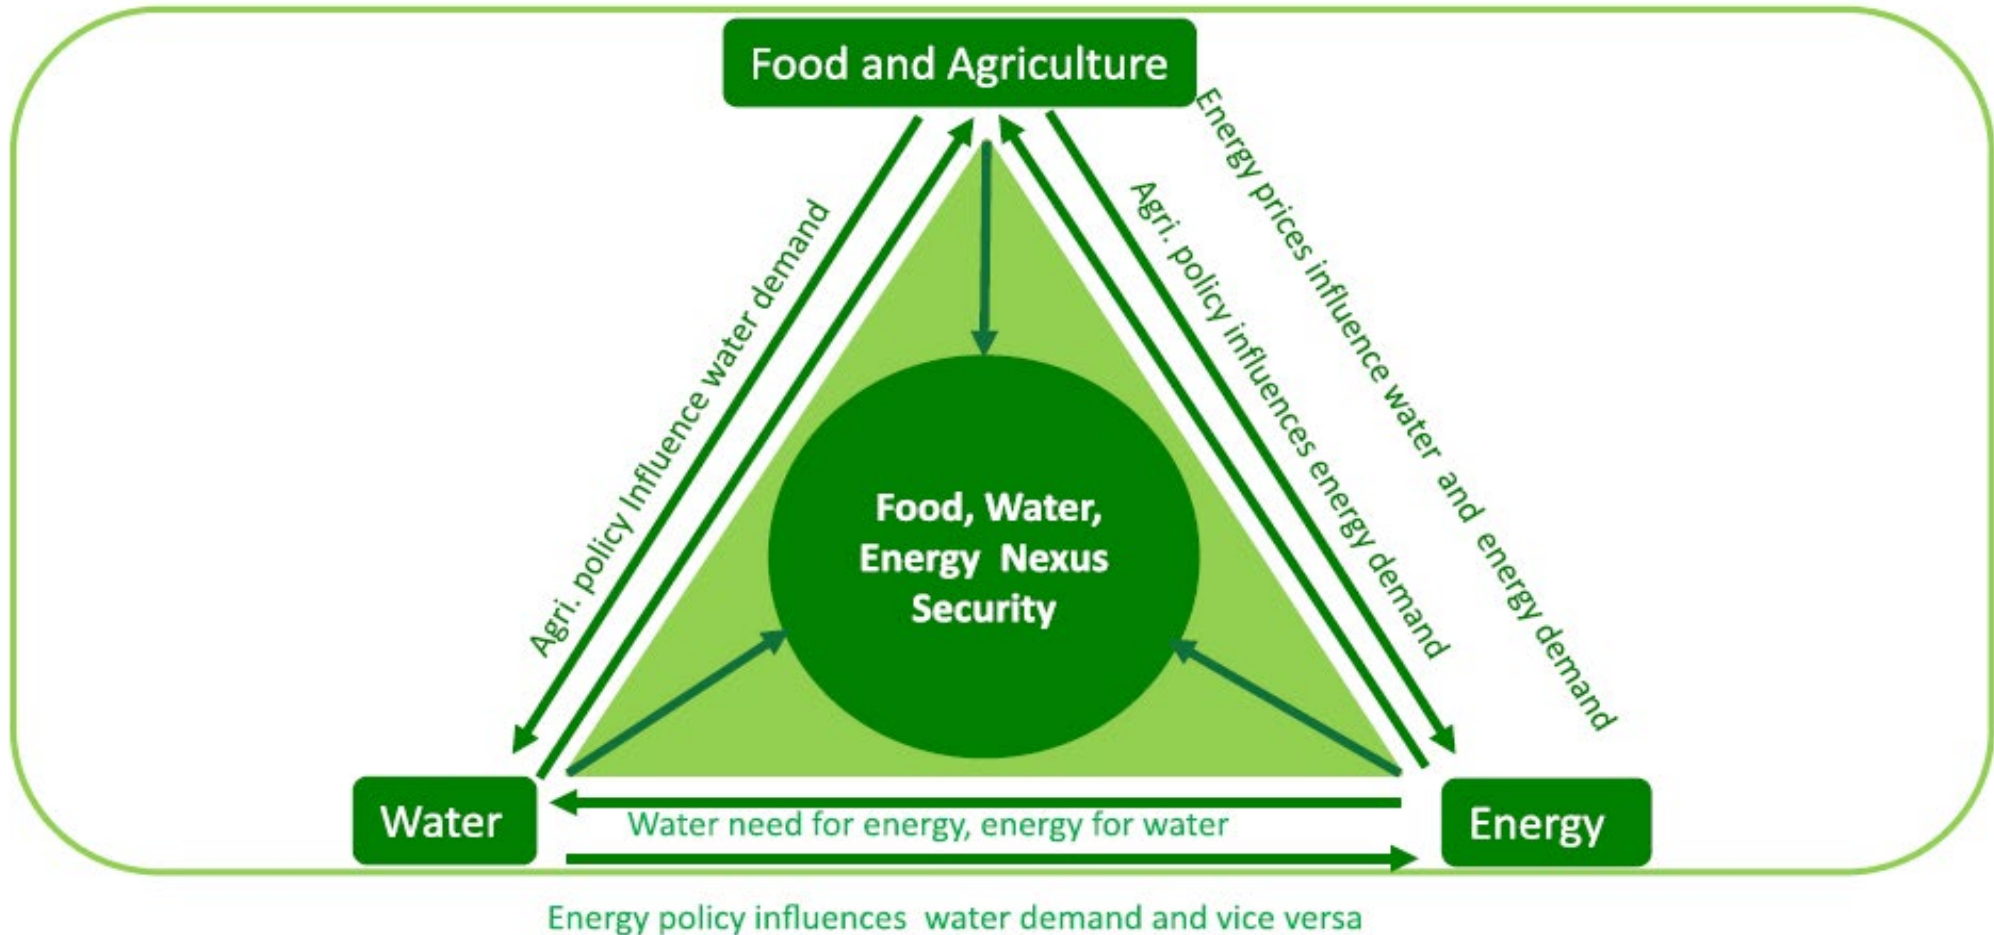 Food and Agriculture
Energy prices influence water and energy demand
Agri. policy influences energy demand
Agri. policy Influence water demand
Food, Water,
Energy Nexus
Security
Water
Water need for energy, energy for water
Energy
Energy policy influences water demand and vice versa